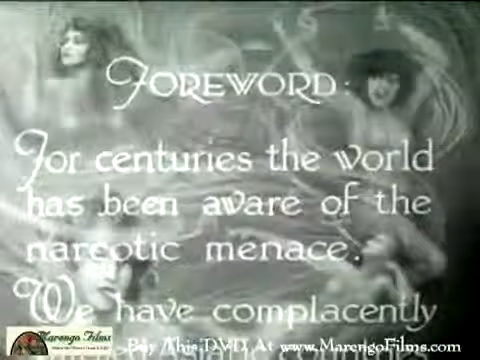 FOREWORD:
For centuries the world
has been aware of the
narcotic menace.
We have complacently
Marengo Films
Buy This DVD At www.MarengoFilms.com